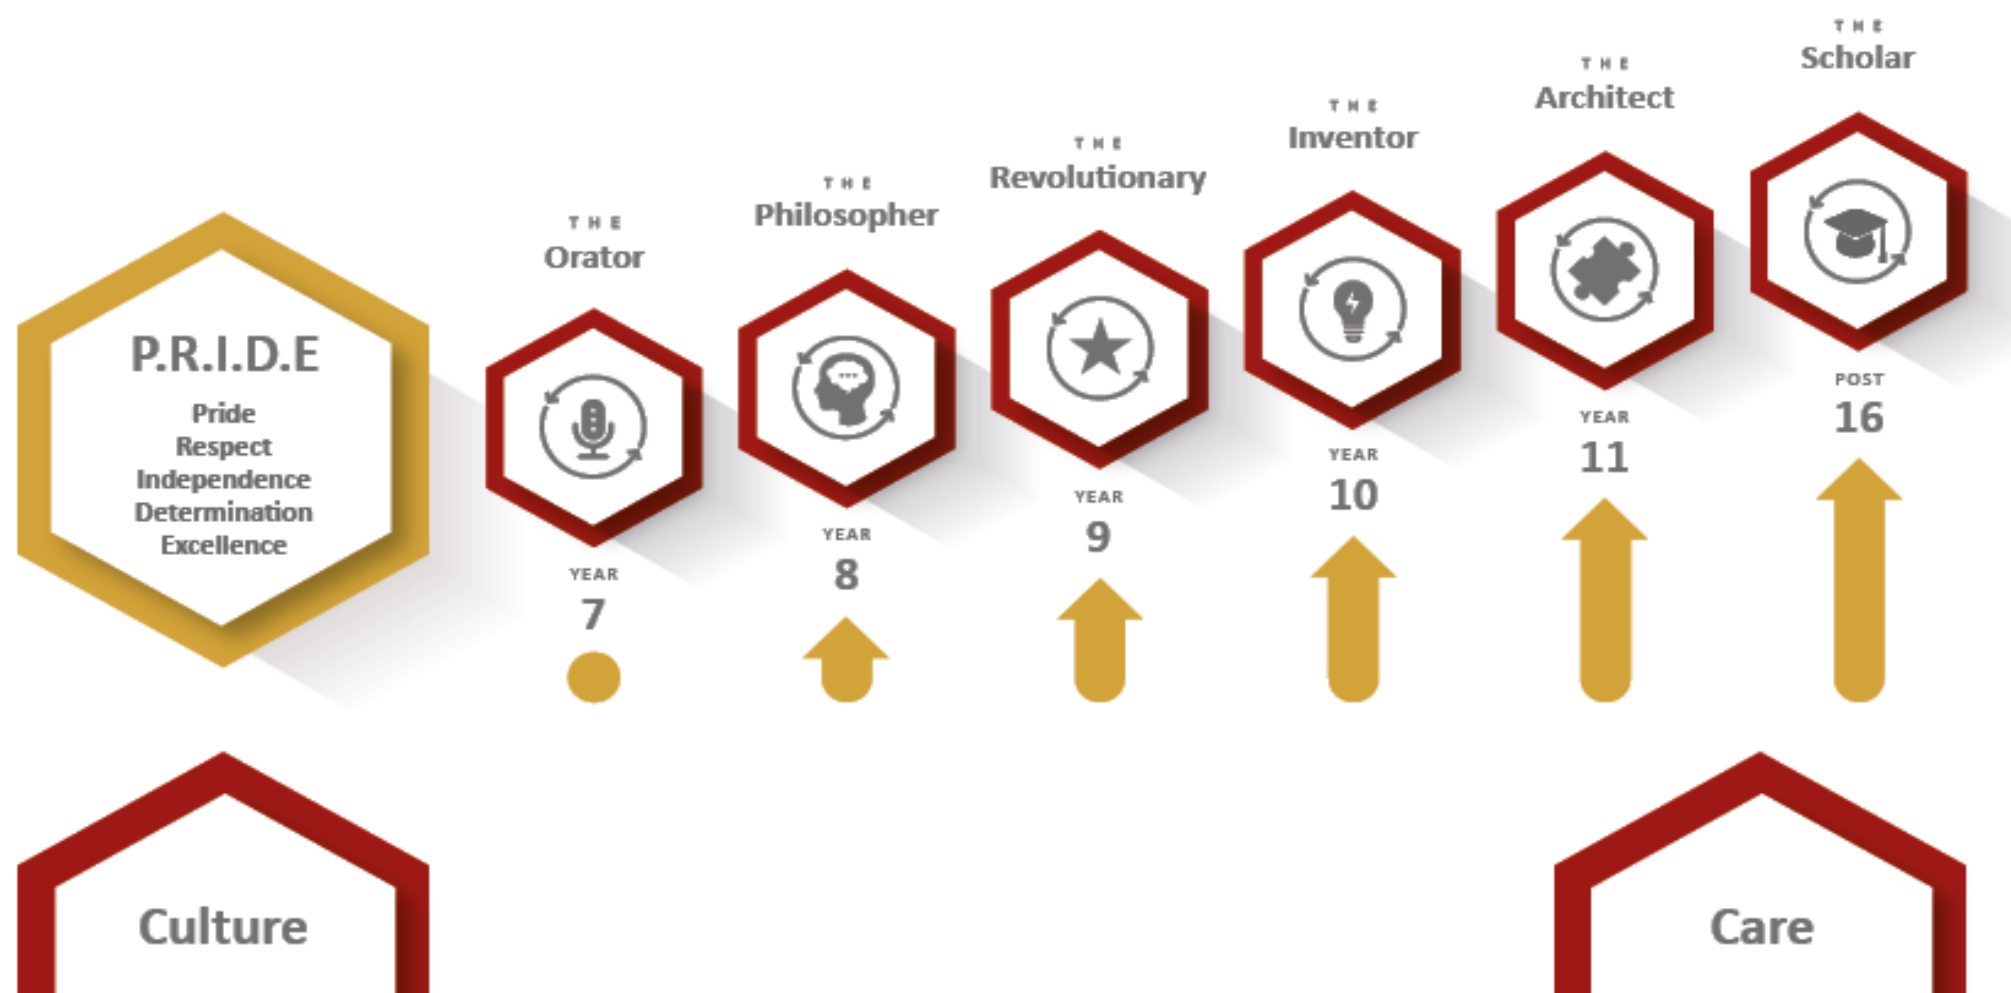 P.R.I.D.E
Pride
Respect
Independence
Determination
Excellence
THE
Orator
YEAR
7
THE
Philosopher
YEAR
8
THE
Revolutionary
YEAR
9
THE
Inventor
YEAR
10
THE
Architect
YEAR
11
THE
Scholar
POST
16
Culture
Care